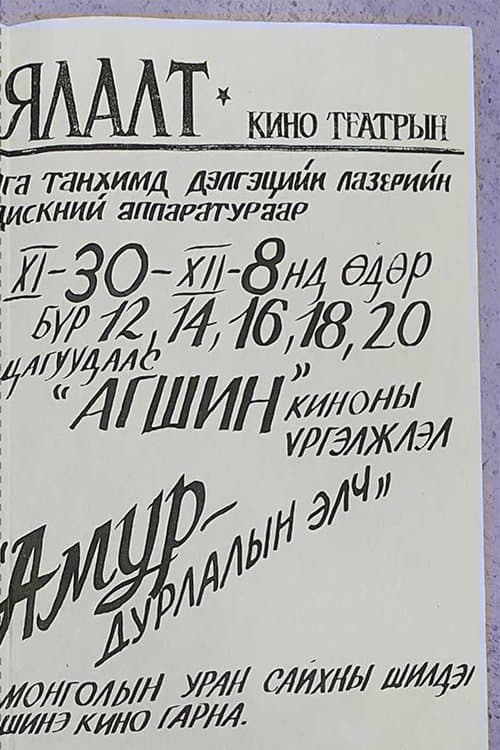 ЯЛАЛТ ★ КИНО ТЕАТРЫН
га танхимд дэлгэцийн лазерийн
дискний аппаратураар
XI-30-XII-8нд өдөр
бүр 12, 14, 16, 18, 20
цагуудаас
"АГШИН" киноны
үргэлжлэл
"Амур-
дурлалын элч"
монголын уран сайхны шилдэг
шинэ кино гарна.